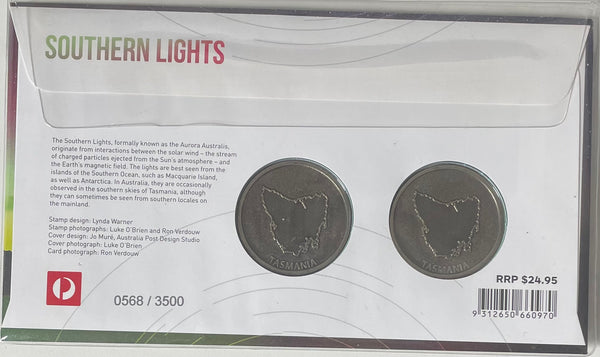 SOUTHERN LIGHTS
The Southern Lights, formally known as the Aurora Australis,
originate from interactions between the solar wind – the stream
of charged particles ejected from the Sun's atmosphere – and
the Earth's magnetic field. The lights are best seen from the
islands of the Southern Ocean, such as Macquarie Island,
as well as Antarctica. In Australia, they are occasionally
observed in the southern skies of Tasmania, although
they can sometimes be seen from southern locales on
the mainland.
Stamp design: Lynda Warner
Stamp photographs: Luke O'Brien and Ron Verdouw
Cover design: Jo Muré, Australia Post Design Studio
Cover photograph: Luke O'Brien
Card photograph: Ron Verdouw
0568 / 3500
TASMANIA
TASMANIA
RRP $24.95
9 312650 660970